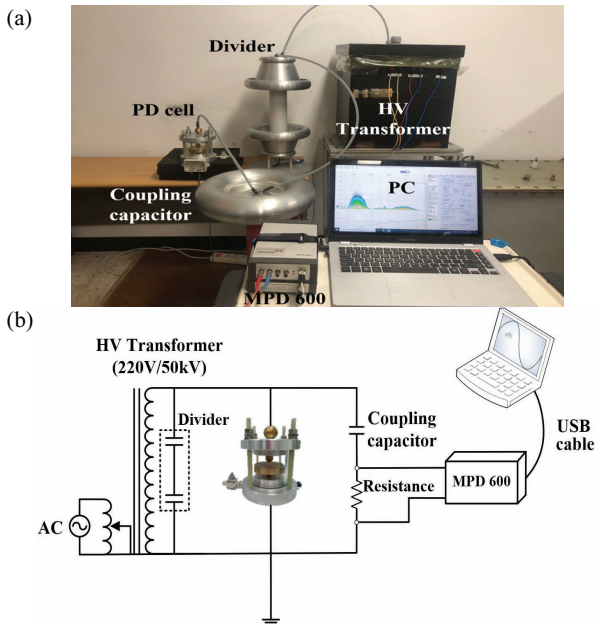 (a)
Divider
PD cell
HV
Transformer
PC
Coupling
capacitor
MPD 600
(b)
HV Transformer
(220V/50kV)
Divider
Coupling
capacitor
USB
cable
Resistance
MPD 600
AC